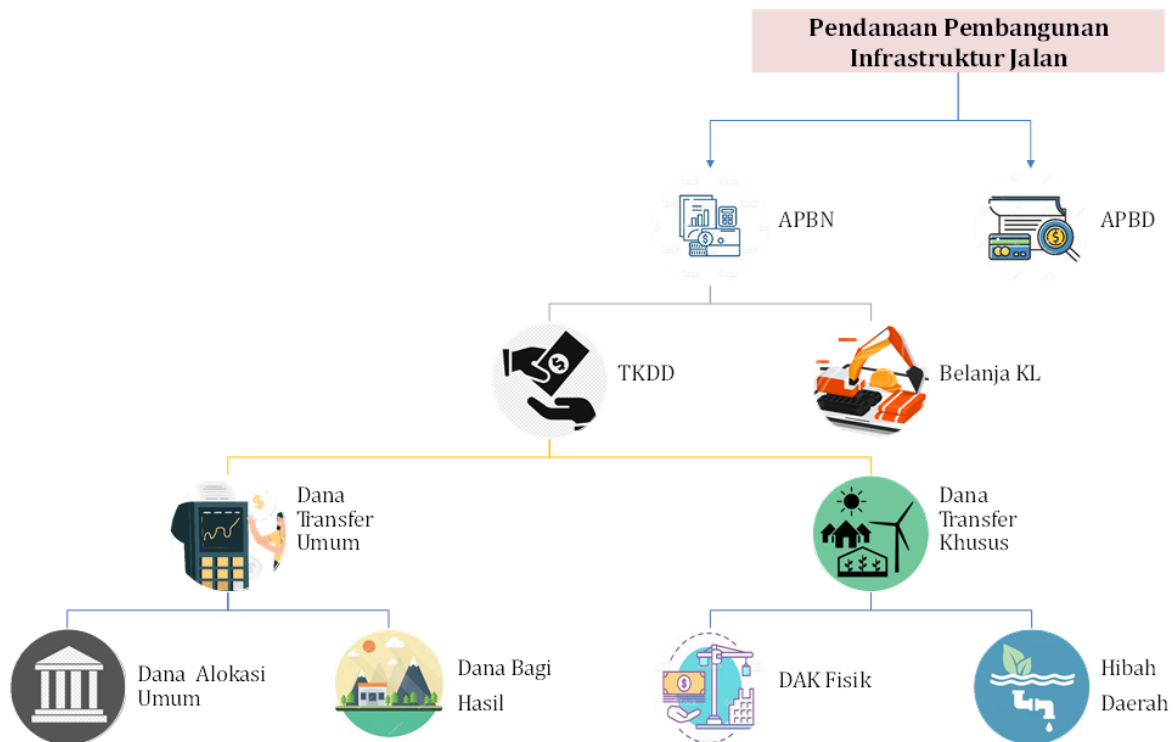 Pendanaan Pembangunan
Infrastruktur Jalan
APBN
APBD
TKDD
Belanja KL
Dana
Transfer
Umum
Dana
Transfer
Khusus
Dana Alokasi
Umum
Dana Bagi
Hasil
DAK Fisik
Hibah
Daerah